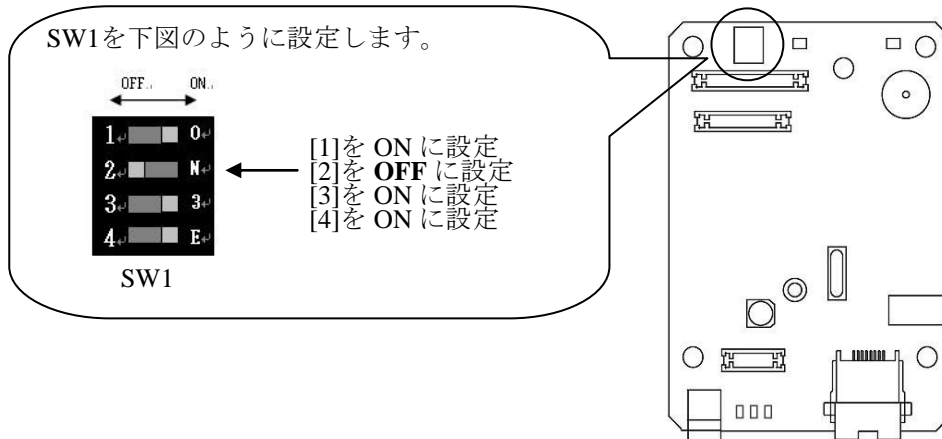 SW1を下図のように設定します。
OFF ON
1 O
2 N
3 3
4 E
[1]を ON に設定
[2]を OFF に設定
[3]を ON に設定
[4]を ON に設定
SW1